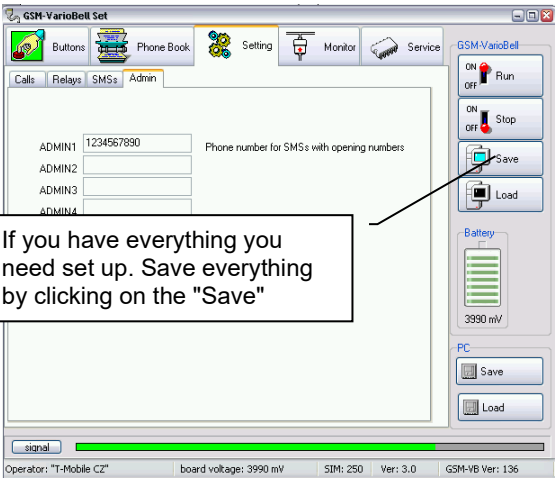 GSM-VarioBell Set
Buttons
Phone Book
Setting
Monitor
Service
Calls
Relays
SMSs
Admin
ADMIN1 1234567890 Phone number for SMSs with opening numbers
ADMIN2
ADMIN3
ADMIN4
If you have everything you
need set up. Save everything
by clicking on the "Save"
GSM-VarioBell
ON
OFF
Run
ON
OFF
Stop
Save
Load
Battery
3990 mV
PC
Save
Load
signal
Operator: "T-Mobile CZ" board voltage: 3990 mV SIM: 250 Ver: 3.0 GSM-VB Ver: 136